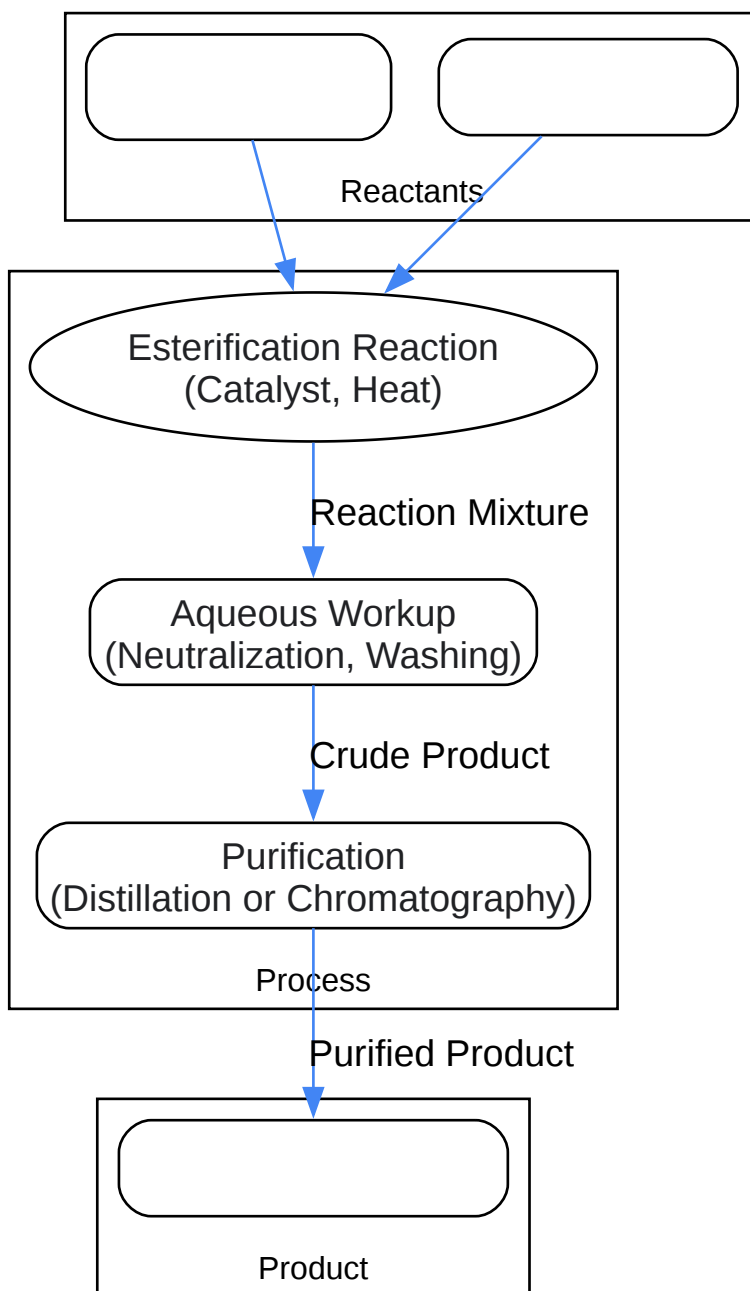 Reactants
Esterification Reaction
(Catalyst, Heat)
Reaction Mixture
Aqueous Workup
(Neutralization, Washing)
Crude Product
Purification
(Distillation or Chromatography)
Process
Purified Product
Product